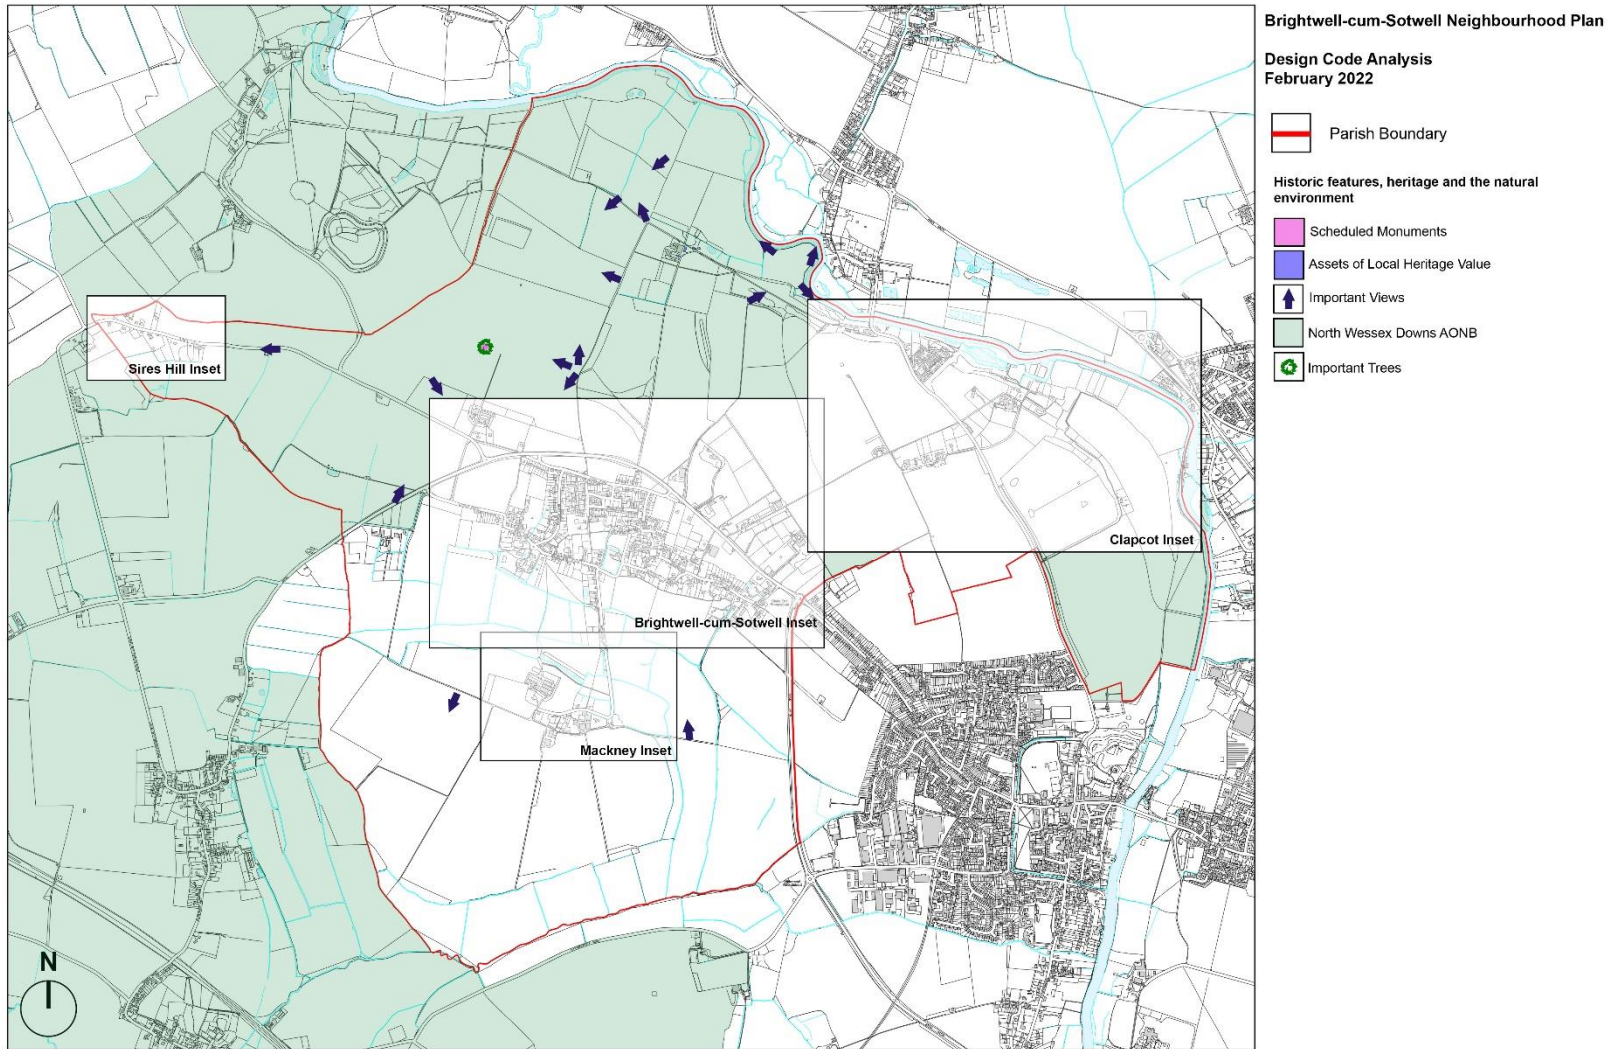 Brightwell-cum-Sotwell Neighbourhood Plan
Design Code Analysis
February 2022
Parish Boundary
Historic features, heritage and the natural
environment
Scheduled Monuments
Assets of Local Heritage Value
Important Views
North Wessex Downs AONB
Important Trees
Sires Hill Inset
Clapcot Inset
Brightwell-cum-Sotwell Inset
Mackney Inset
N